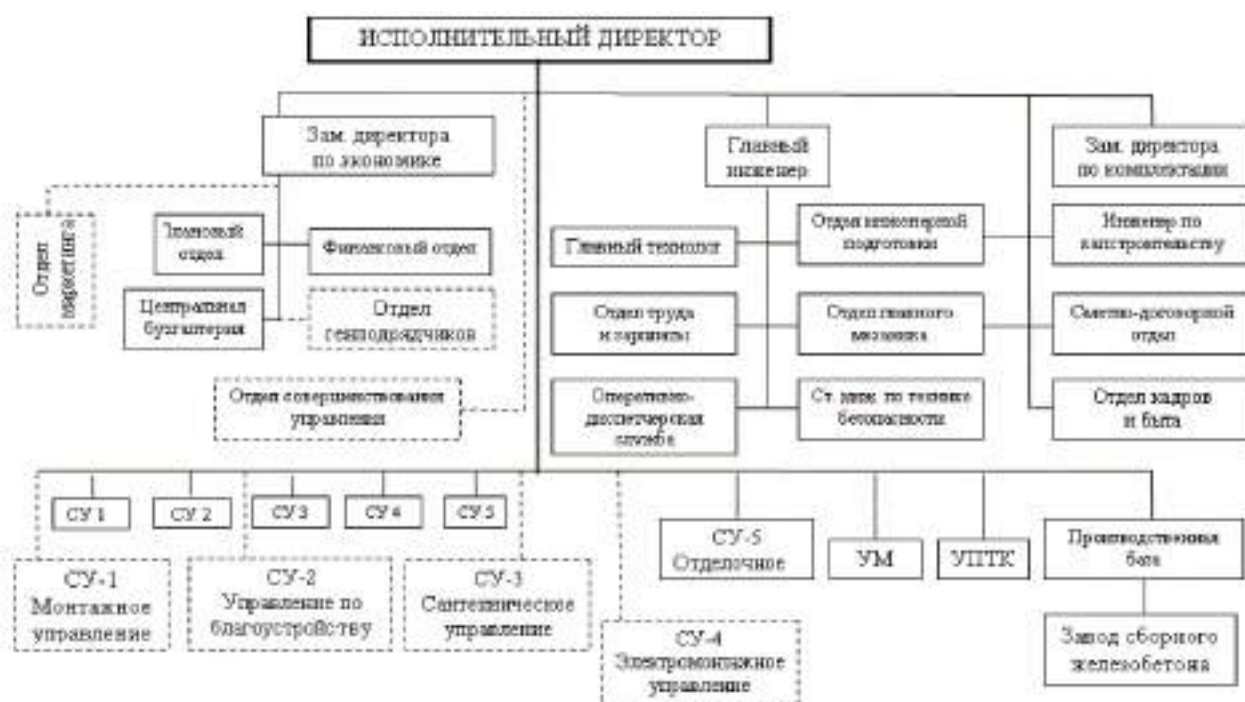 ИСПОЛНИТЕЛЬНЫЙ ДИРЕКТОР
Зам. директора
по экономике
Главный
инженер
Зам. директора
по комплектации
Отдел
маркетинга
Плановый
отдел
Финансовый отдел
Центральная
бухгалтерия
Отдел
генподрядчиков
Отдел совершенствования
управления
Главный технолог
Отдел инженерной
подготовки
Инженер по
капстроительству
Отдел труда
и зарплаты
Отдел главного
механика
Сметно-договорной
отдел
Оперативно-
диспетчерская
служба
Ст. инж. по технике
безопасности
Отдел кадров
и быта
СУ 1
СУ 2
СУ 3
СУ 4
СУ 5
СУ-5
Отделочное
УМ
УПТК
Производственная
база
СУ-1
Монтажное
управление
СУ-2
Управление по
благоустройству
СУ-3
Сантехническое
управление
СУ-4
Электромонтажное
управление
Завод сборного
железобетона